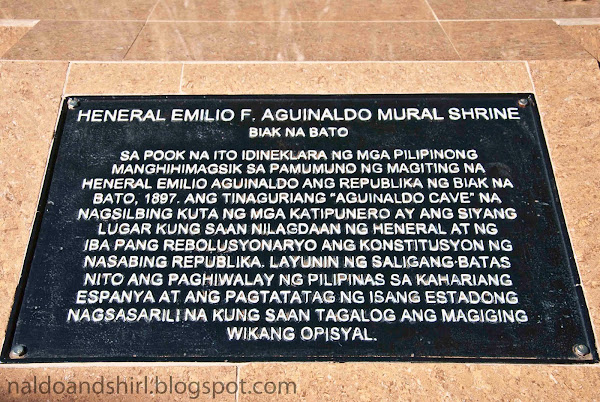 HENERAL EMILIO F. AGUINALDO MURAL SHRINE
BIAK NA BATO
SA POOK NA ITO IDINEKLARA NG MGA PILIPINONG
MANGHIHIMAGSIK SA PAMUMUNO NG MAGITING NA
HENERAL EMILIO AGUINALDO ANG REPUBLIKA NG BIAK NA
BATO, 1897. ANG TINAGURIANG "AGUINALDO CAVE" NA
NAGSILBING KUTA NG MGA KATIPUNERO AY ANG SIYANG
LUGAR KUNG SAAN NILAGDAAN NG HENERAL AT NG
IBA PANG REBOLUSYONARYO ANG KONSTITUSYON NG
NASABING REPUBLIKA. LAYUNIN NG SALIGANG-BATAS
NITO ANG PAGHIWALAY NG PILIPINAS SA KAHARIANG
ESPANYA AT ANG PAGTATATAG NG ISANG ESTADONG
NAGSASARILI NA KUNG SAAN TAGALOG ANG MAGIGING
WIKANG OPISYAL.
naldoandshirl.blogspot.com